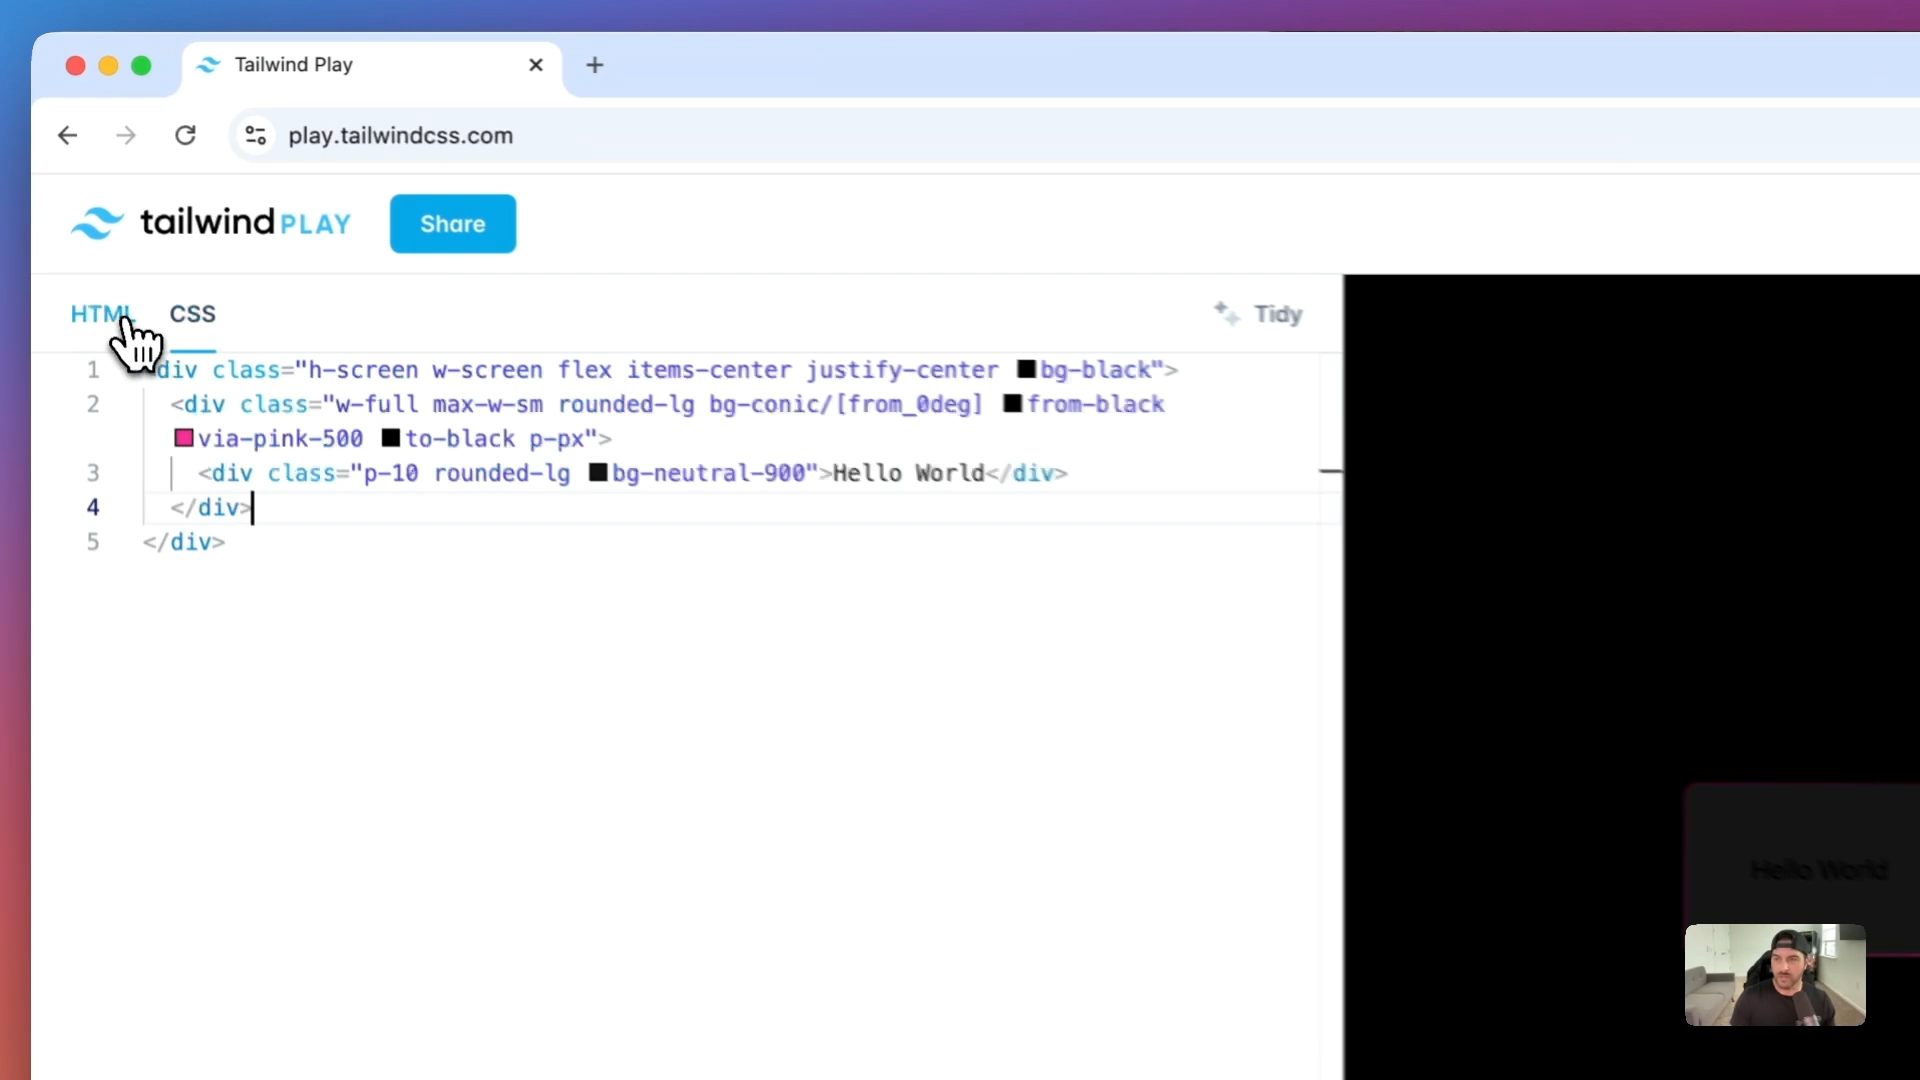 Tailwind Play
play.tailwindcss.com
tailwind PLAY
Share
HTML CSS
Tidy
1 <div class="h-screen w-screen flex items-center justify-center bg-black">
2 <div class="w-full max-w-sm rounded-lg bg-conic/[from_0deg] from-black
via-pink-500 to-black p-px">
3 <div class="p-10 rounded-lg bg-neutral-900">Hello World</div>
4 </div>
5 </div>
Hello World